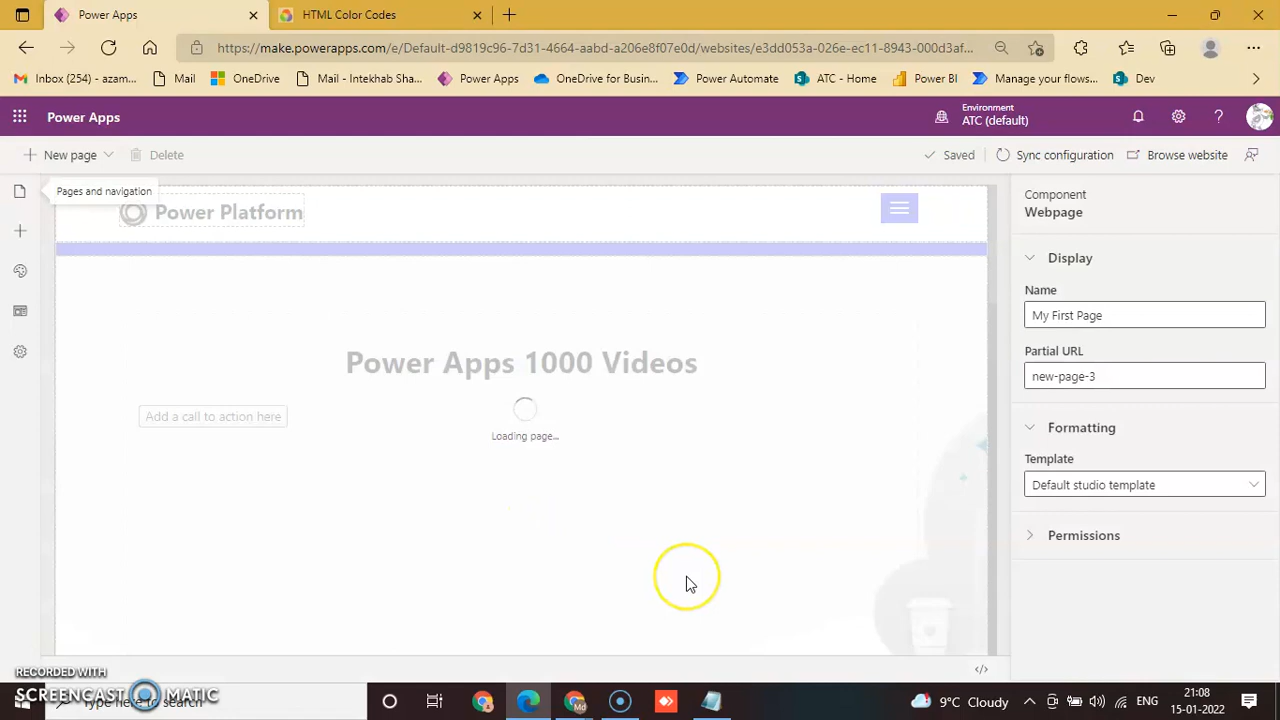 Power Apps
HTML Color Codes
https://make.powerapps.com/e/Default-d9819c96-7d31-4664-aabd-a206e8f07e0d/websites/e3dd053a-026e-ec11-8943-000d3af...
Inbox (254) - azam...
Mail
OneDrive
Mail - Intekhab Sha...
Power Apps
OneDrive for Busin...
Power Automate
ATC - Home
Power BI
Manage your flows...
Dev
Power Apps
Environment
ATC (default)
New page
Delete
Saved
Sync configuration
Browse website
Pages and navigation
Power Platform
Power Apps 1000 Videos
Add a call to action here
Loading page...
Component
Webpage
Display
Name
My First Page
Partial URL
new-page-3
Formatting
Template
Default studio template
Permissions
</>
RECORDED WITH
SCREENCAST MATIC
Type here to search
9°C Cloudy
ENG
21:08
15-01-2022